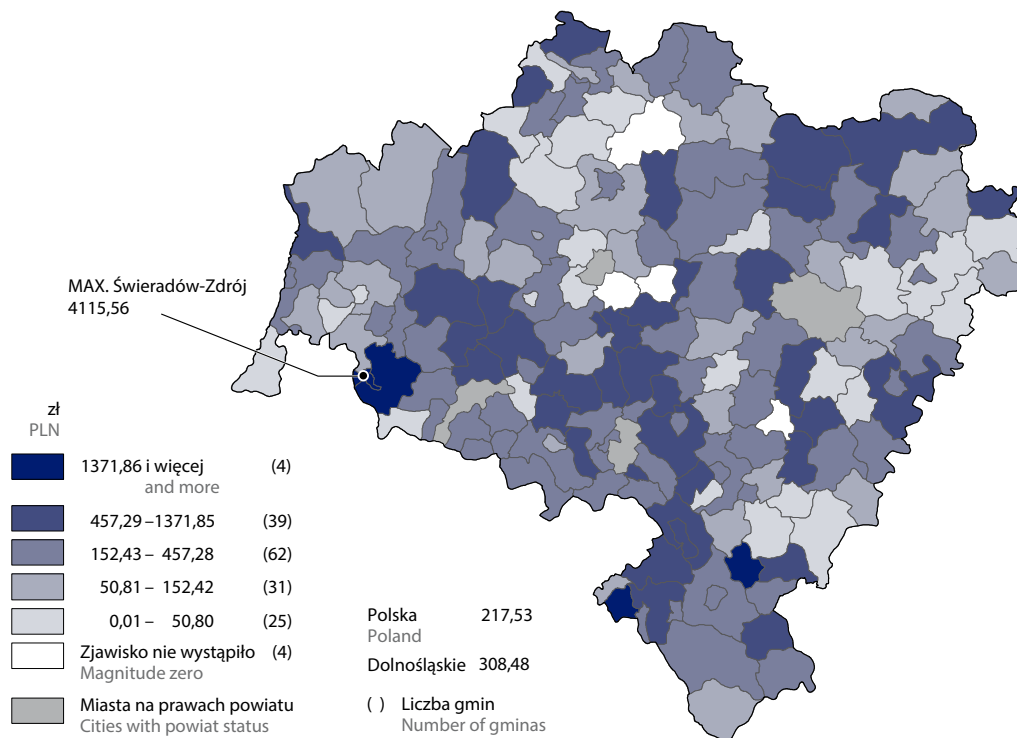 MAX. Świeradów-Zdrój
4115,56
zł
PLN
1371,86 i więcej (4)
and more
457,29 – 1371,85 (39)
152,43 – 457,28 (62)
50,81 – 152,42 (31)
0,01 – 50,80 (25)
Zjawisko nie wystąpiło (4)
Magnitude zero
Miasta na prawach powiatu
Cities with powiat status
Polska 217,53
Poland
Dolnośląskie 308,48
( ) Liczba gmin
Number of gminas